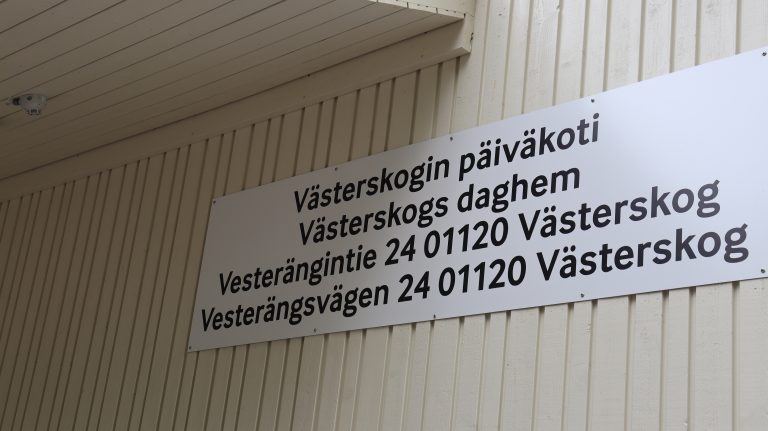 Västerskogin päiväkoti
Västerskogs daghem
Vesterängintie 24 01120 Västerskog
Vesterängsvägen 24 01120 Västerskog